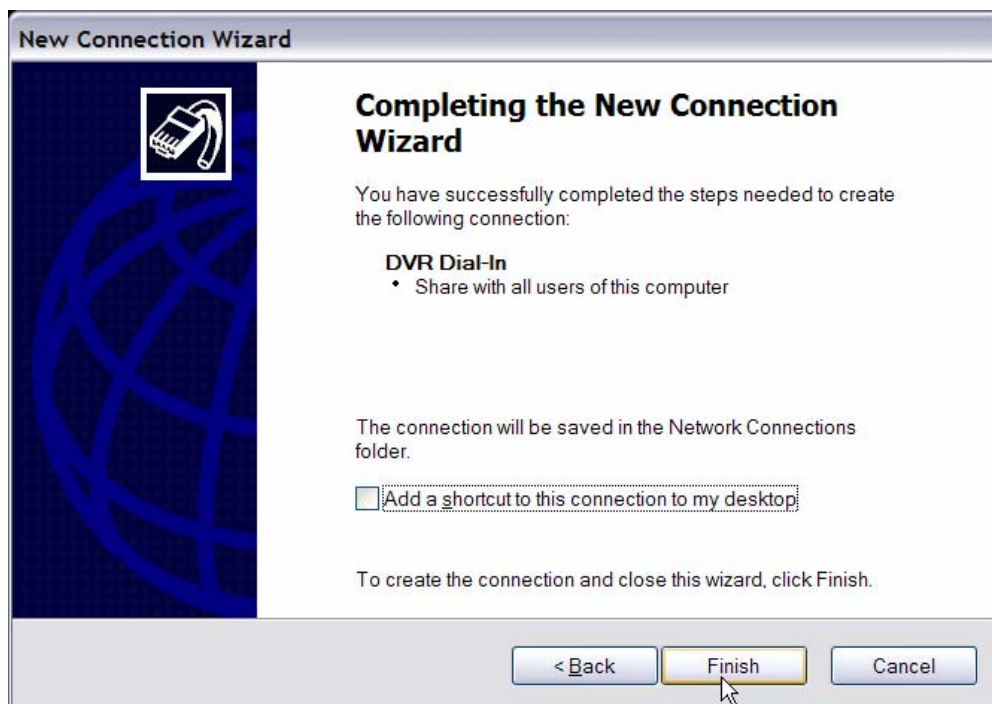 New Connection Wizard
Completing the New Connection
Wizard
You have successfully completed the steps needed to create
the following connection:
DVR Dial-In
• Share with all users of this computer
The connection will be saved in the Network Connections
folder.
Add a shortcut to this connection to my desktop
To create the connection and close this wizard, click Finish.
< Back
Finish
Cancel